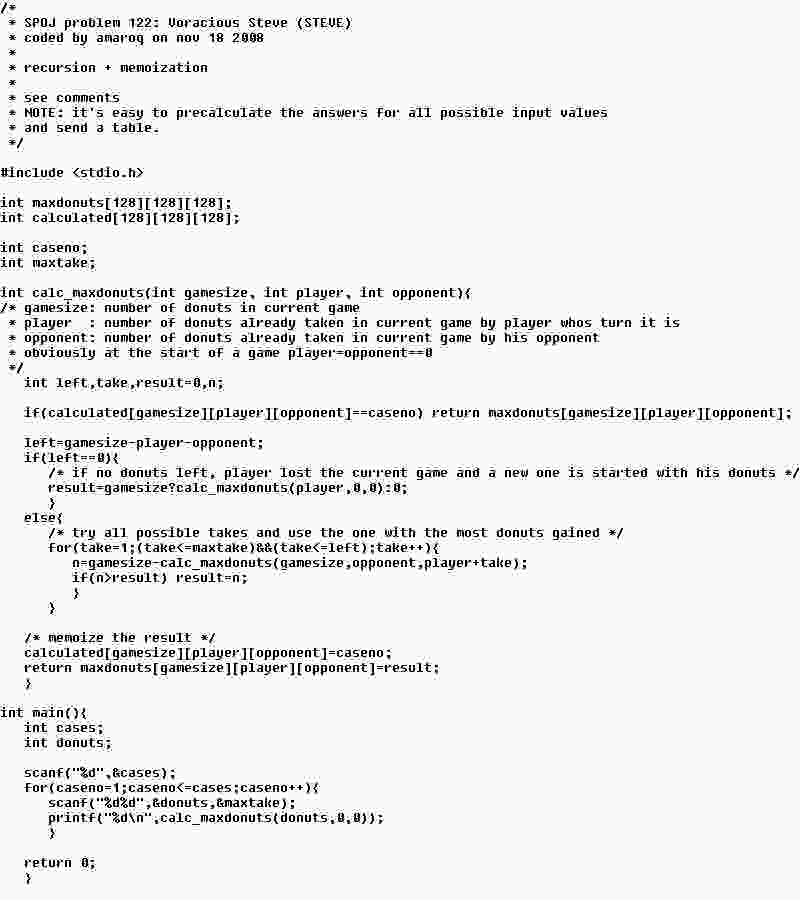 /*
 * SPOJ problem 122: Voracious Steve (STEVE)
 * coded by amaroq on nov 18 2008
 *
 * recursion + memoization
 *
 * see comments
 * NOTE: it's easy to precalculate the answers for all possible input values
 * and send a table.
 */

#include <stdio.h>

int maxdonuts[128][128][128];
int calculated[128][128][128];

int caseno;
int maxtake;

int calc_maxdonuts(int gamesize, int player, int opponent){
/* gamesize: number of donuts in current game
 * player  : number of donuts already taken in current game by player whos turn it is
 * opponent: number of donuts already taken in current game by his opponent
 * obviously at the start of a game player=opponent==0
 */
   int left,take,result=0,n;

   if(calculated[gamesize][player][opponent]==caseno) return maxdonuts[gamesize][player][opponent];

   left=gamesize-player-opponent;
   if(left==0){
      /* if no donuts left, player lost the current game and a new one is started with his donuts */
      result=gamesize?calc_maxdonuts(player,0,0):0;
      }
   else{
      /* try all possible takes and use the one with the most donuts gained */
      for(take=1;(take<=maxtake)&&(take<=left);take++){
         n=gamesize-calc_maxdonuts(gamesize,opponent,player+take);
         if(n>result) result=n;
         }
      }

   /* memoize the result */
   calculated[gamesize][player][opponent]=caseno;
   return maxdonuts[gamesize][player][opponent]=result;
   }

int main(){
   int cases;
   int donuts;

   scanf("%d",&cases);
   for(caseno=1;caseno<=cases;caseno++){
      scanf("%d%d",&donuts,&maxtake);
      printf("%d\n",calc_maxdonuts(donuts,0,0));
      }

   return 0;
   }